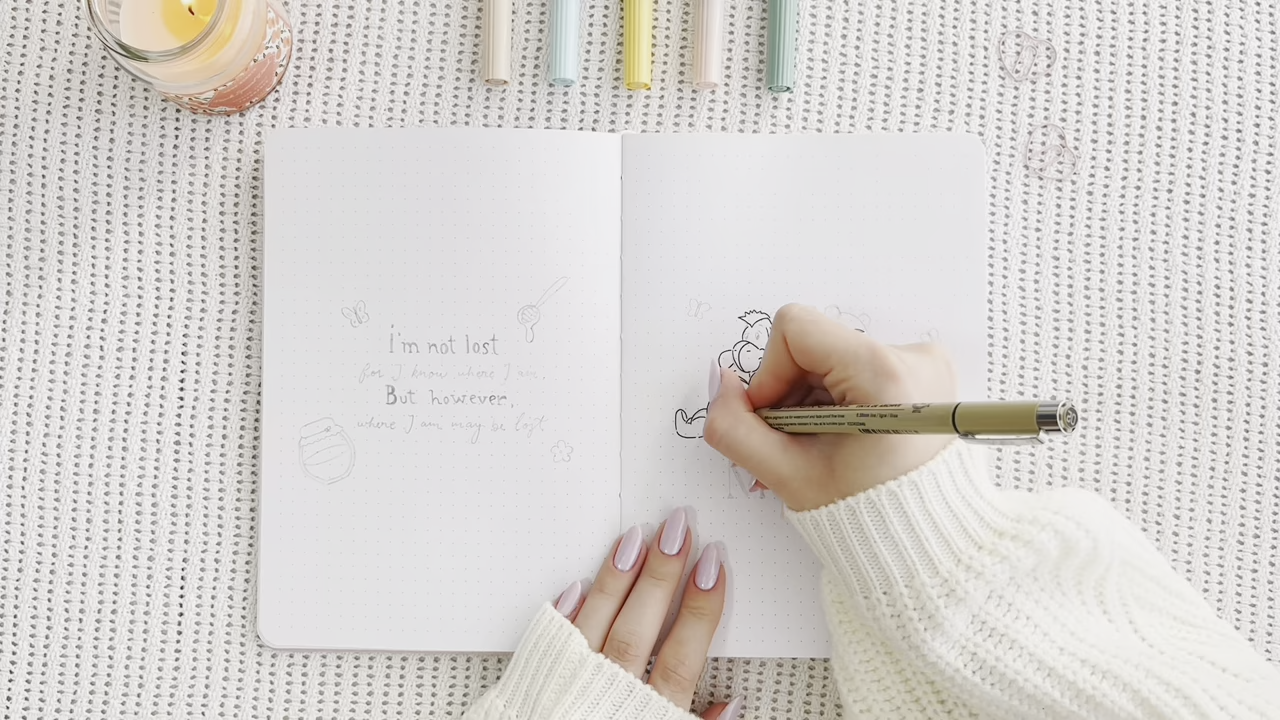 I'm not lost
for I know where I am.
But however,
where I am may be lost